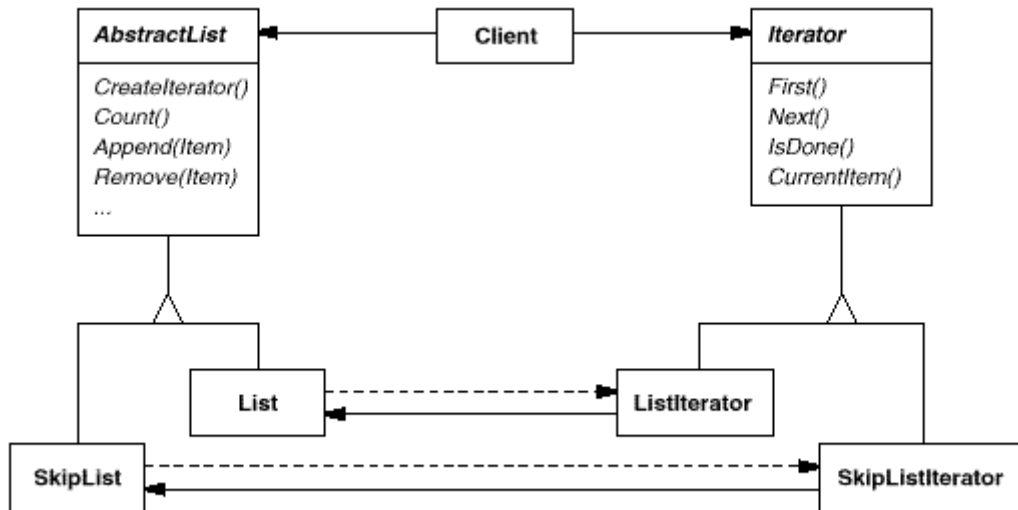 AbstractList
Client
Iterator
CreateIterator()
Count()
Append(Item)
Remove(Item)
...
First()
Next()
IsDone()
CurrentItem()
List
ListIterator
SkipList
SkipListIterator